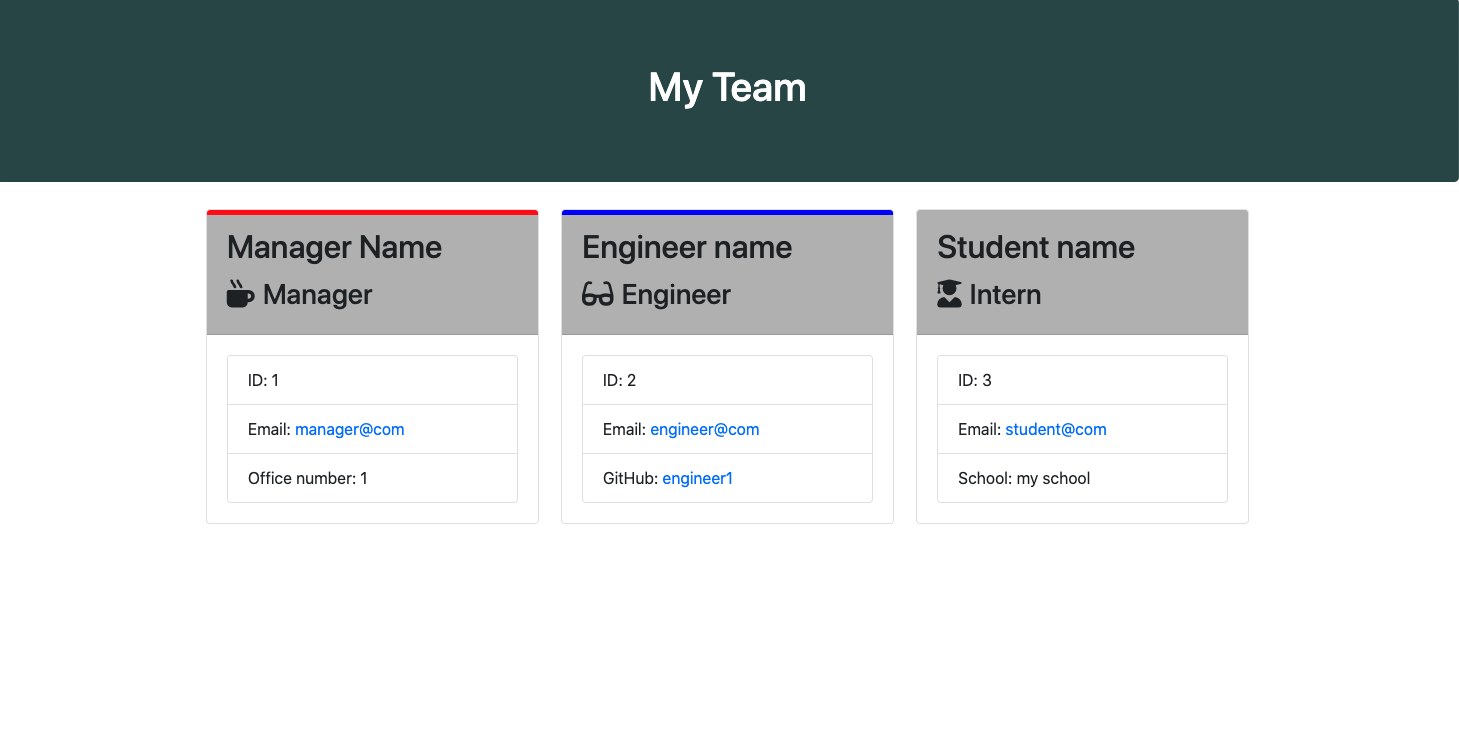 My Team
Manager Name
Manager
ID: 1
Email: manager@com
Office number: 1
Engineer name
Engineer
ID: 2
Email: engineer@com
GitHub: engineer1
Student name
Intern
ID: 3
Email: student@com
School: my school